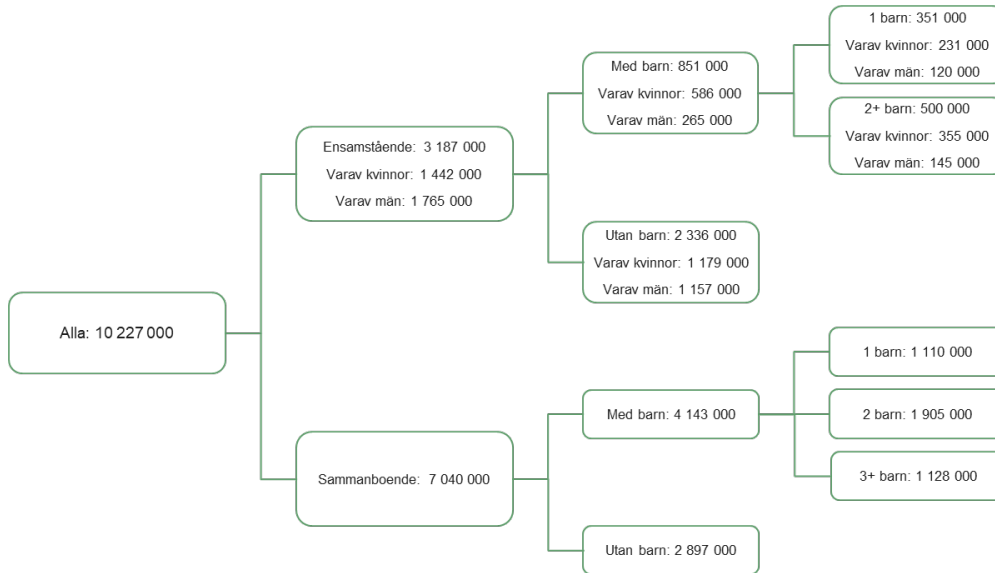 Alla: 10 227 000
Ensamstående: 3 187 000
Varav kvinnor: 1 442 000
Varav män: 1 765 000
Med barn: 851 000
Varav kvinnor: 586 000
Varav män: 265 000
1 barn: 351 000
Varav kvinnor: 231 000
Varav män: 120 000
2+ barn: 500 000
Varav kvinnor: 355 000
Varav män: 145 000
Utan barn: 2 336 000
Varav kvinnor: 1 179 000
Varav män: 1 157 000
Sammanboende: 7 040 000
Med barn: 4 143 000
1 barn: 1 110 000
2 barn: 1 905 000
3+ barn: 1 128 000
Utan barn: 2 897 000